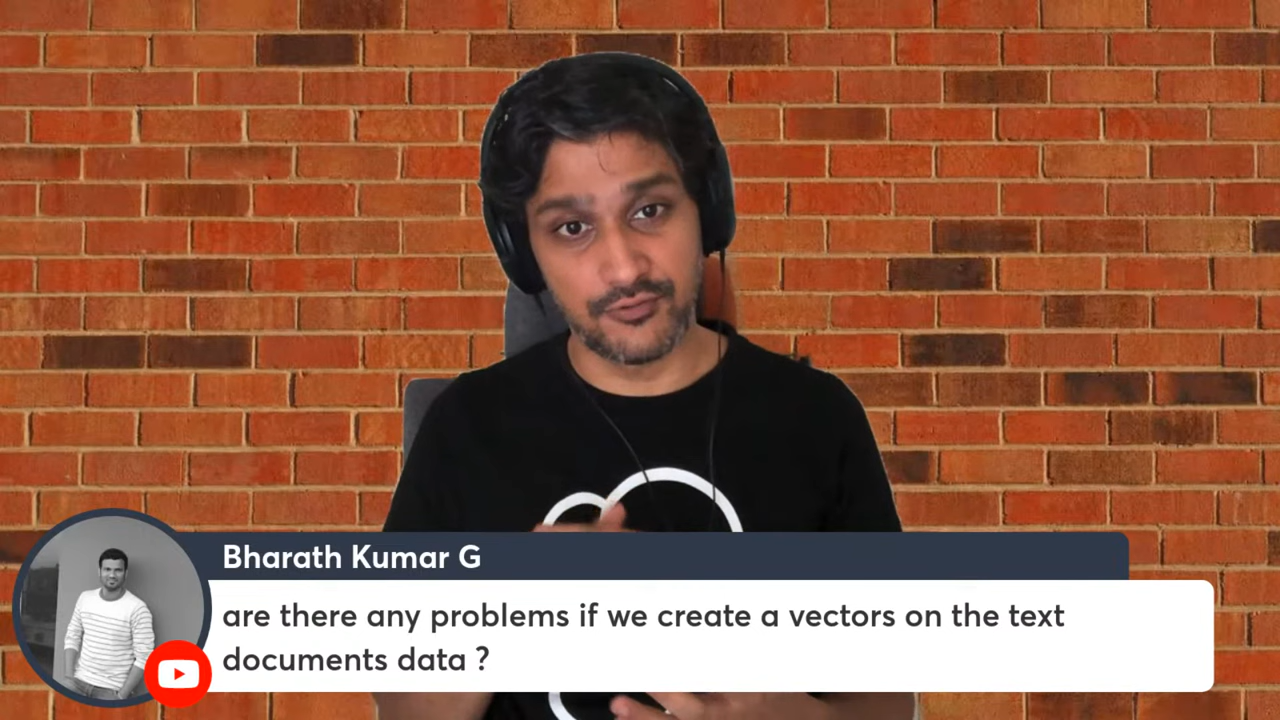 Bharath Kumar G
are there any problems if we create a vectors on the text
documents data ?